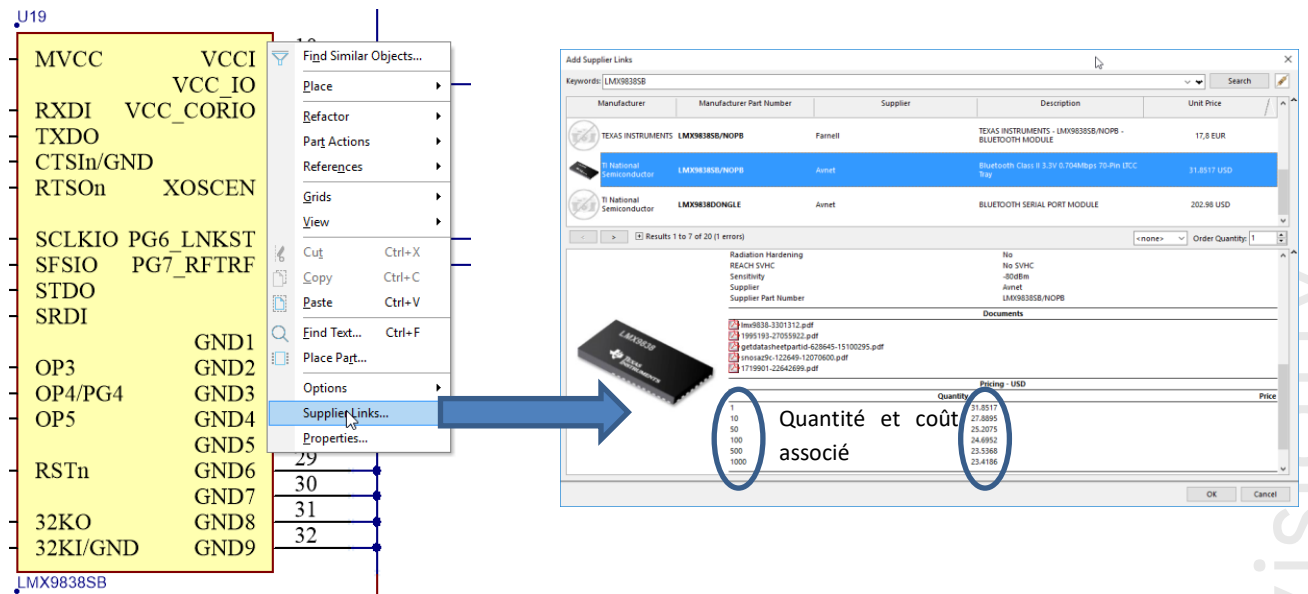 U19
MVCC VCCI
VCC_IO
RXDI VCC_CORIO
TXDO
CTSIn/GND
RTSOn XOSCEN
SCLKIO PG6_LNKST
SFSIO PG7_RFTRF
STDO
SRDI
GND1
OP3 GND2
OP4/PG4 GND3
OP5 GND4
GND5
RSTn GND6
GND7
32KO GND8
32KI/GND GND9
29
30
31
32
LMX9838SB
Find Similar Objects...
Place
Refactor
Part Actions
References
Grids
View
Cut Ctrl+X
Copy Ctrl+C
Paste Ctrl+V
Find Text... Ctrl+F
Place Part...
Options
Supplier Links...
Properties...
Add Supplier Links
Keywords: LMX9838SB Search
Manufacturer Manufacturer Part Number Supplier Description Unit Price
TEXAS INSTRUMENTS LMX9838SB/NOPB Farnell TEXAS INSTRUMENTS - LMX9838SB/NOPB - 17,8 EUR
BLUETOOTH MODULE
TI National Semiconductor LMX9838SB/NOPB Avnet Bluetooth Class II 3.3V 0.704Mbps 70-Pin LTCC 31.8517 USD
Tray
TI National Semiconductor LMX9838DONGLE Avnet BLUETOOTH SERIAL PORT MODULE 202.98 USD
< > Results 1 to 7 of 20 (1 errors) <none> Order Quantity: 1
Radiation Hardening No
REACH SVHC No SVHC
Sensitivity -80dBm
Supplier Avnet
Supplier Part Number LMX9838SB/NOPB
Documents
lmx9838-3301312.pdf
1995193-27055922.pdf
getdatasheetpartid-628645-15100295.pdf
snosaz9c-122649-12070600.pdf
1719901-22642699.pdf
LMX9838
TEXAS
INSTRUMENTS
Pricing - USD
Quantity Price
1 31.8517
10 27.8895
50 25.2075
100 24.6952
500 23.5368
1000 23.4186
Quantité et coût
associé
OK Cancel